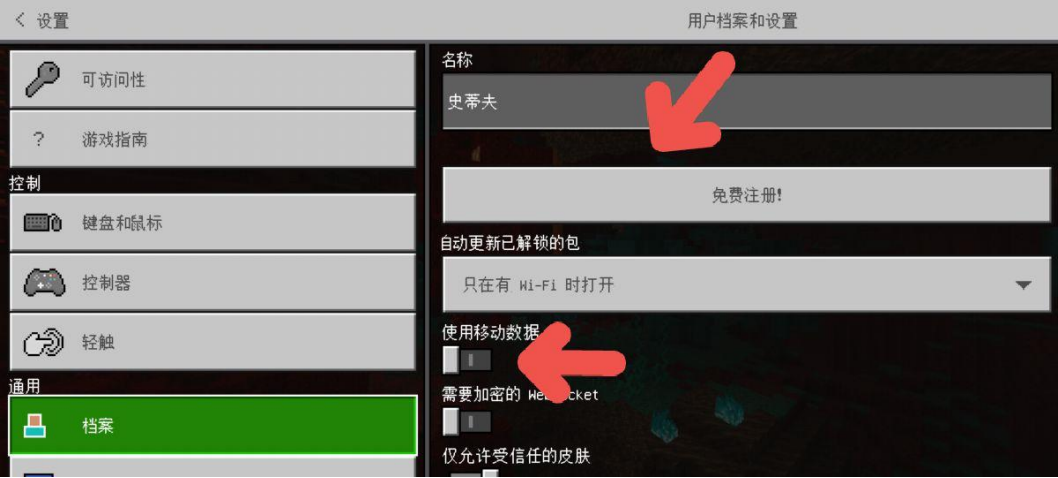 < 设置
用户档案和设置
可访问性
? 游戏指南
控制
键盘和鼠标
控制器
轻触
通用
档案
名称
史蒂夫
免费注册!
自动更新已解锁的包
只在有 Wi-Fi 时打开
使用移动数据
需要加密的 WebSocket
仅允许受信任的皮肤